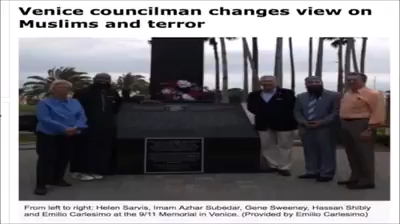 Venice councilman changes view on
Muslims and terror
From left to right: Helen Sarvis, Imam Azhar Subedar, Gene Sweeney, Hassan Shibly
and Emilio Carlesimo at the 9/11 Memorial in Venice. (Provided by Emilio Carlesimo)